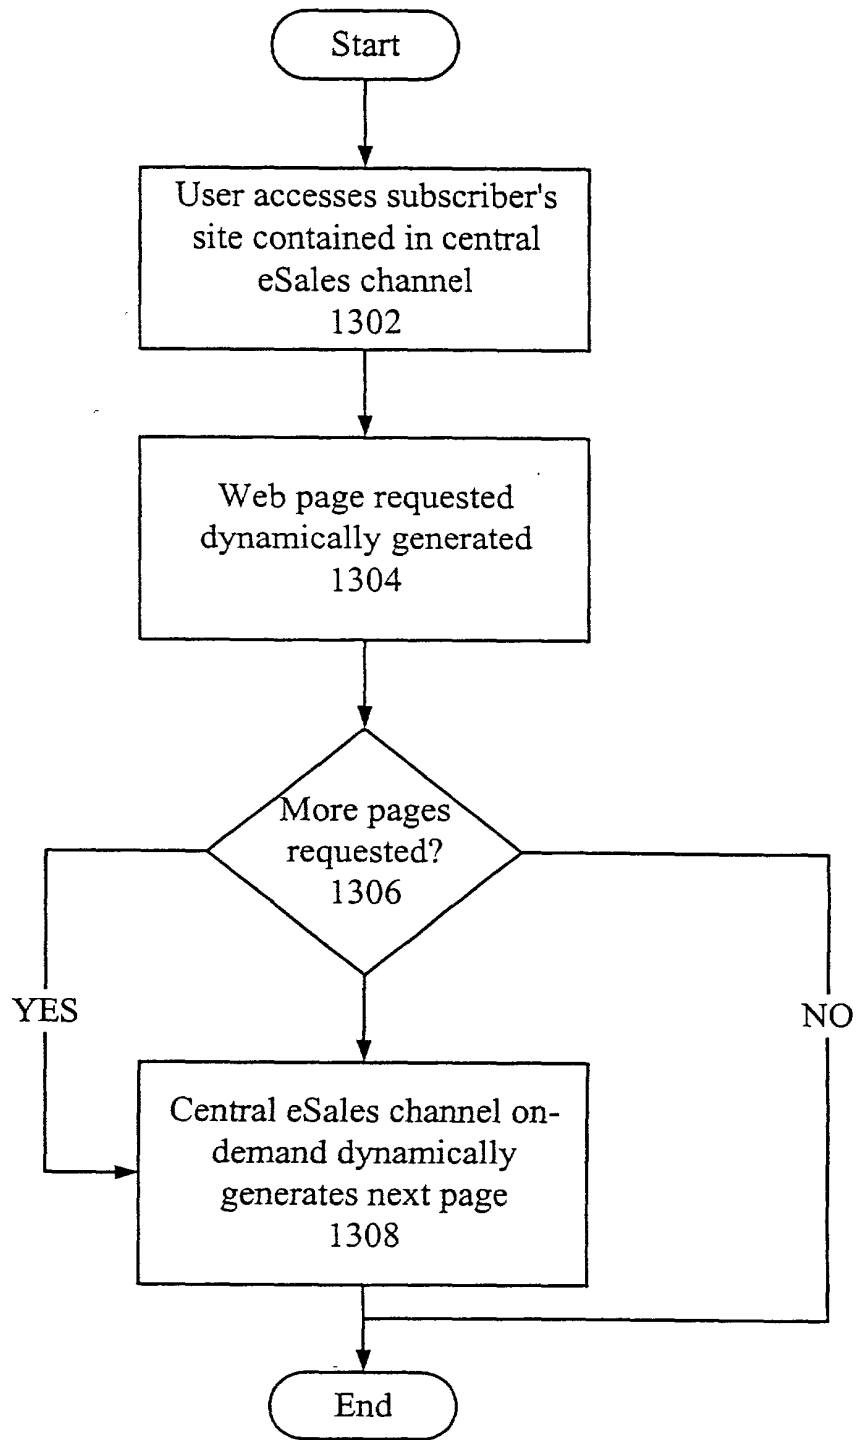 Start
User accesses subscriber's
site contained in central
eSales channel
1302
Web page requested
dynamically generated
1304
More pages
requested?
1306
YES
NO
Central eSales channel on-
demand dynamically
generates next page
1308
End